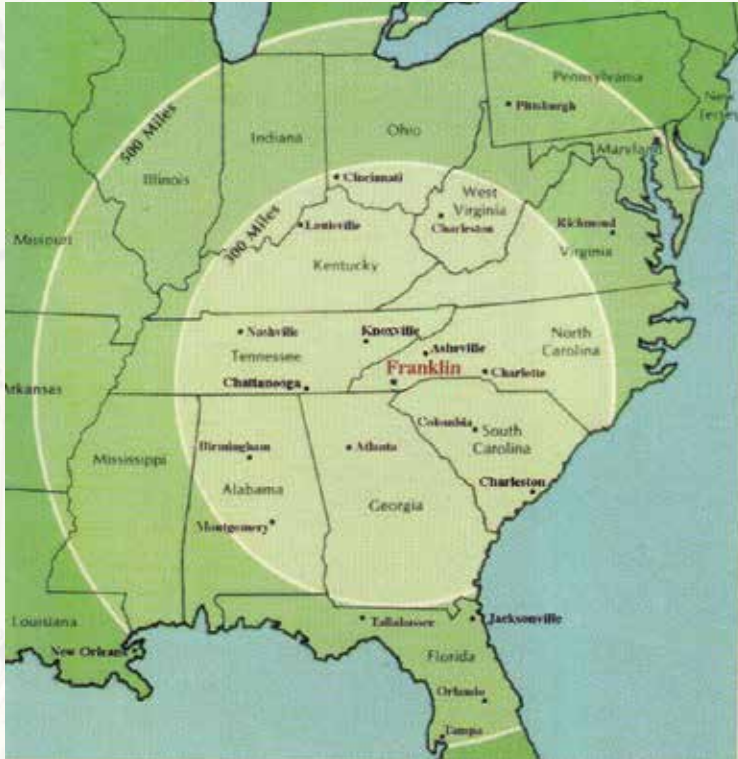 Pennsylvania
New
Jersey
Pittsburgh
500 Miles
Indiana
Ohio
Maryland
Illinois
Cincinnati
West
Virginia
300 Miles
Louisville
Charleston
Richmond
Missouri
Kentucky
Virginia
Nashville
Knoxville
North
Carolina
Tennessee
Asheville
Franklin
Charlotte
Arkansas
Chattanooga
Columbia
South
Carolina
Birmingham
Atlanta
Mississippi
Alabama
Charleston
Georgia
Montgomery
Louisiana
Tallahassee
Jacksonville
New Orleans
Florida
Orlando
Tampa